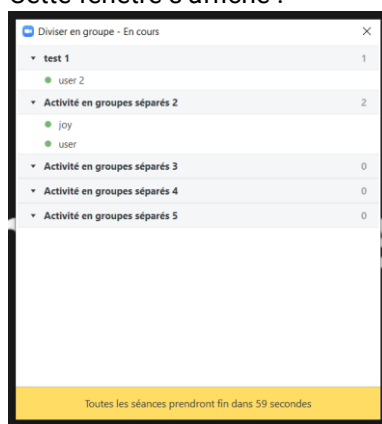 Cette fenêtre s'affiche :
Diviser en groupe - En cours
test 1 1
user 2
Activité en groupes séparés 2 2
joy
user
Activité en groupes séparés 3 0
Activité en groupes séparés 4 0
Activité en groupes séparés 5 0
Toutes les séances prendront fin dans 59 secondes